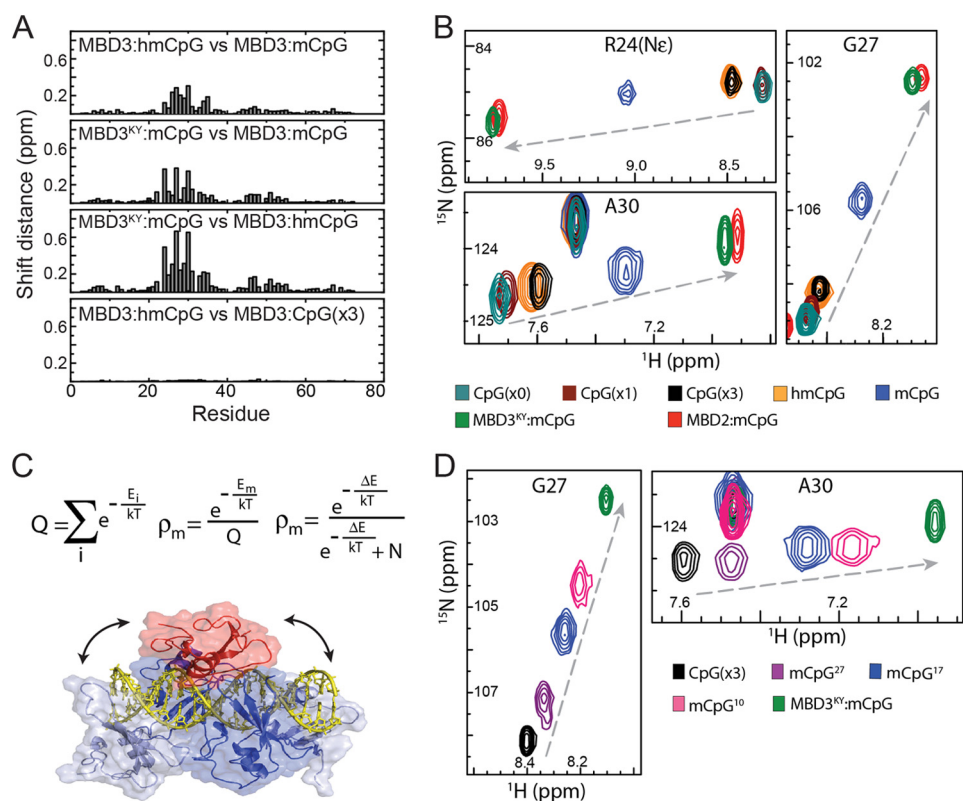 A
MBD3:hmCpG vs MBD3:mCpG
0.6
0.2
MBD3ᴷʸ:mCpG vs MBD3:mCpG
0.6
0.2
MBD3ᴷʸ:mCpG vs MBD3:hmCpG
0.6
0.2
MBD3:hmCpG vs MBD3:CpG(x3)
0.6
0.2
0 20 40 60 80
Residue
Shift distance (ppm)
B
R24(Nε)
84
86
9.5 9.0 8.5
A30
124
125
7.6 7.2
G27
102
106
8.2
¹⁵N (ppm)
¹H (ppm)
CpG(x0) CpG(x1) CpG(x3) hmCpG mCpG
MBD3ᴷʸ:mCpG MBD2:mCpG
C
Q = ∑ᵢ e^(-Eᵢ/kT) ρₘ = e^(-Eₘ/kT) / Q ρₘ = e^(-ΔE/kT) / (e^(-ΔE/kT) + N)
D
G27
103
105
107
8.4 8.2
¹⁵N (ppm)
¹H (ppm)
A30
124
7.6 7.2
¹H (ppm)
CpG(x3) mCpG²⁷ mCpG¹⁷
mCpG¹⁰ MBD3ᴷʸ:mCpG